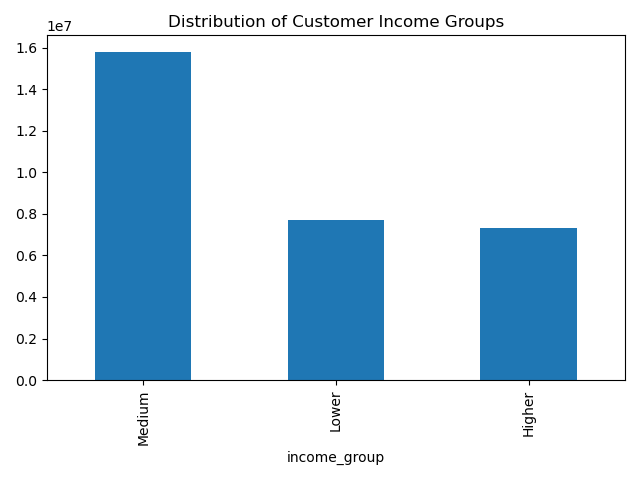 Distribution of Customer Income Groups
1e7
1.6
1.4
1.2
1.0
0.8
0.6
0.4
0.2
0.0
Medium
Lower
Higher
income_group